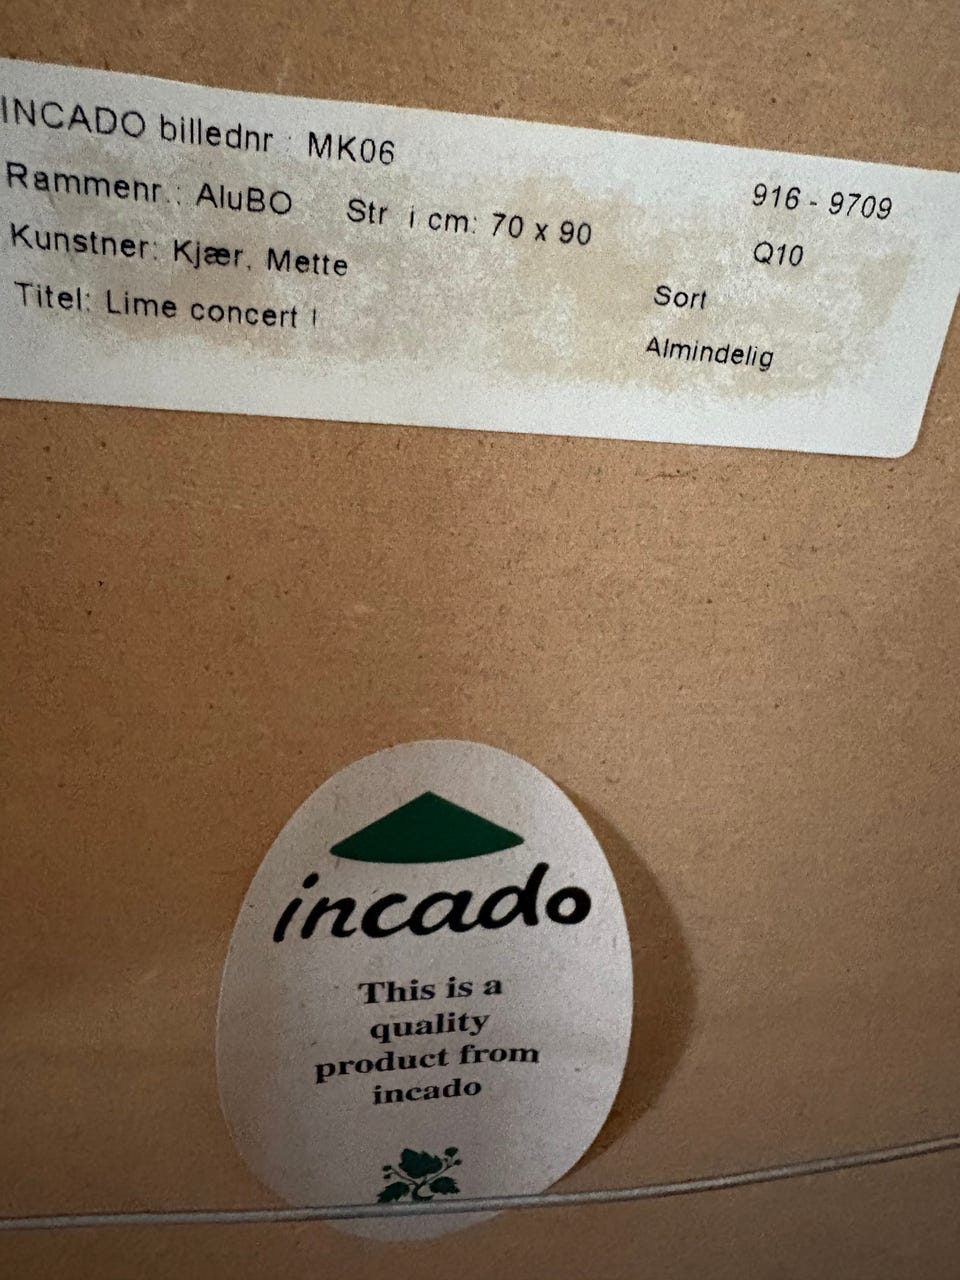 INCADO billednr : MK06
916 - 9709
Rammenr.: AluBO Str i cm: 70 x 90
Q10
Kunstner: Kjær, Mette
Sort
Titel: Lime concert I
Almindelig
incado
This is a
quality
product from
incado